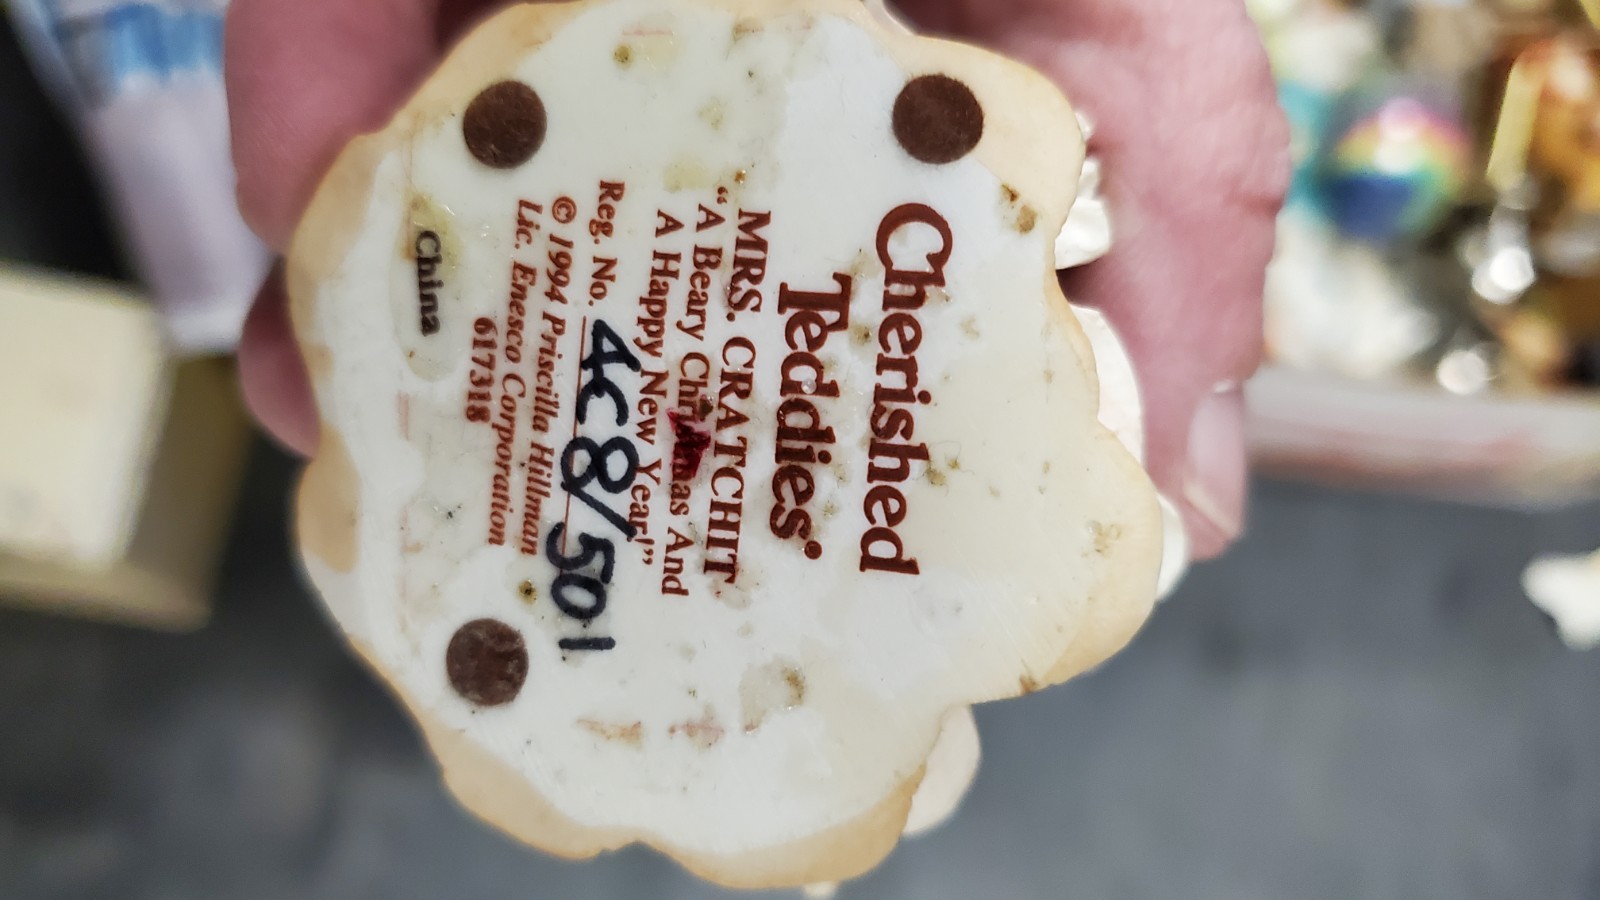 Cherished
Teddies®
MRS. CRATCHIT
“A Beary Christmas And
A Happy New Year!”
Reg. No. 4C8/501
© 1994 Priscilla Hillman
Lic. Enesco Corporation
617318
China